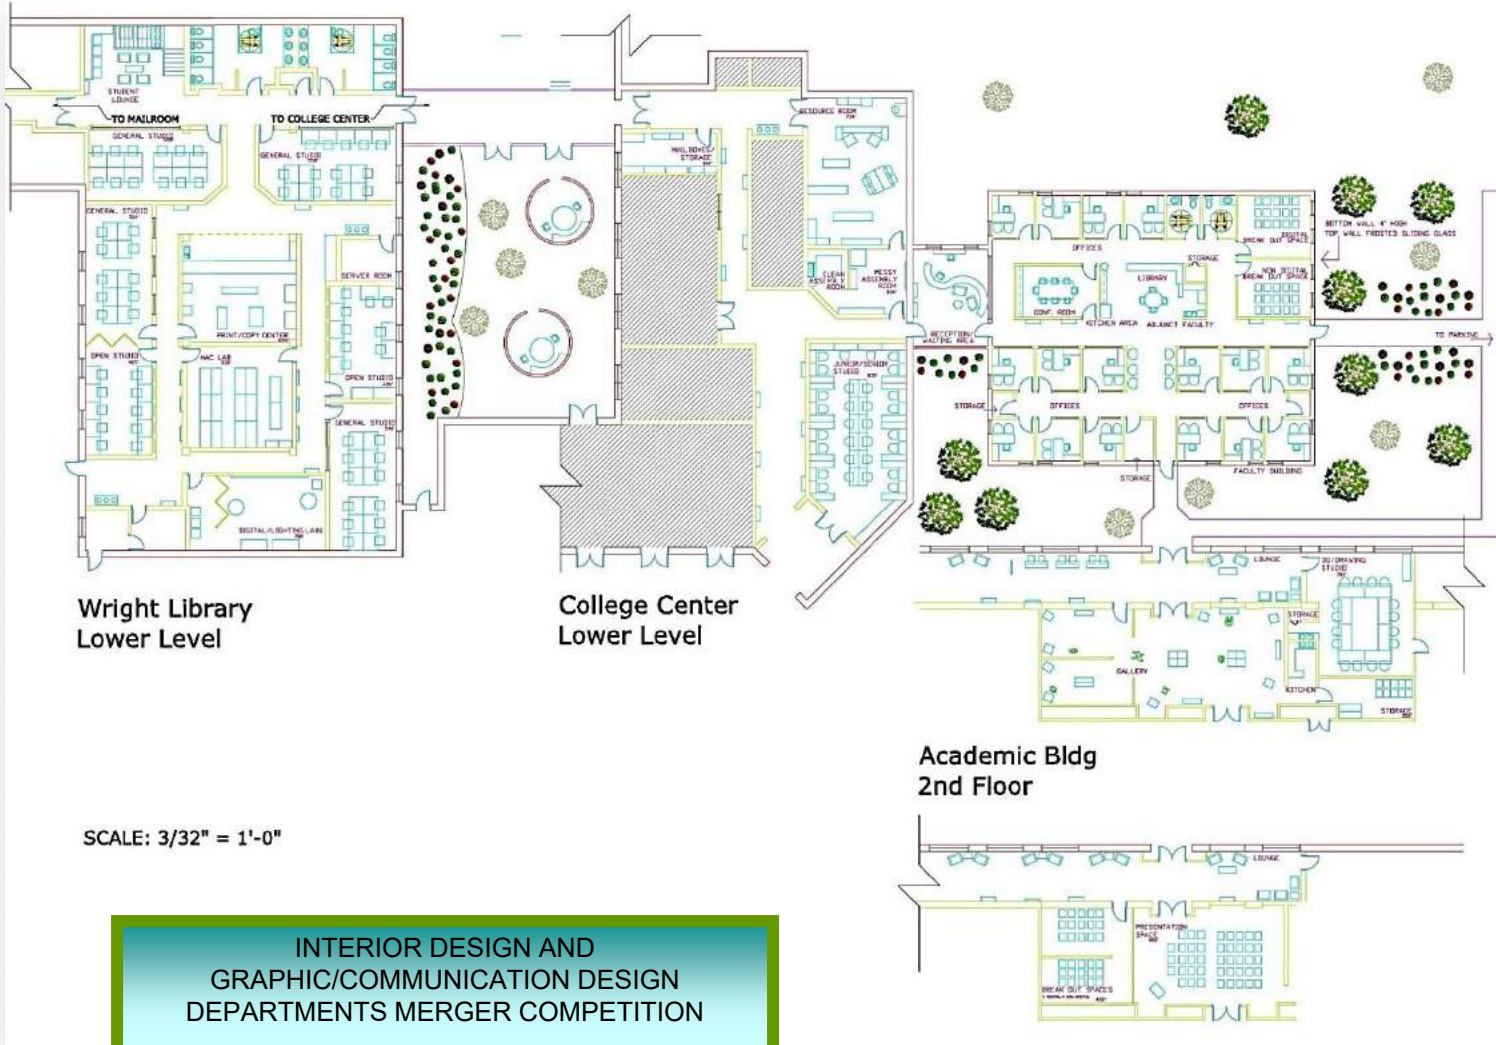 STUDENT
LOUNGE
TO MAILROOM
TO COLLEGE CENTER
GENERAL STUDIO
GENERAL STUDIO
GENERAL STUDIO
SERVER ROOM
PRINT/COPY CENTER
OPEN STUDIO
MAC LAB
OPEN STUDIO
GENERAL STUDIO
DIGITAL/LIGHTING LABS
Wright Library
Lower Level
RESOURCE ROOM
MAILBOXES/
STORAGE
CLEAN
ASSEMBLY
ROOM
MESSY
ASSEMBLY
ROOM
RECEPTION/
WAITING AREA
JUNIOR/SENIOR
STUDIO
College Center
Lower Level
OFFICES
STORAGE
LIBRARY
CONF. ROOM
KITCHEN AREA
ADJUNCT FACULTY
DIGITAL
BREAK OUT SPACE
NON DIGITAL
BREAK OUT SPACE
BOTTOM WALL 4" HIGH
TOP WALL FROSTED SLIDING GLASS
TO PARKING
STORAGE
OFFICES
OFFICES
STORAGE
FACULTY BUILDING
LOUNGE
3D/DRAWING
STUDIO
STORAGE
GALLERY
KITCHEN
STORAGE
Academic Bldg
2nd Floor
SCALE: 3/32" = 1'-0"
LOUNGE
PRESENTATION
SPACE
BREAK OUT SPACES
INTERIOR DESIGN AND
GRAPHIC/COMMUNICATION DESIGN
DEPARTMENTS MERGER COMPETITION